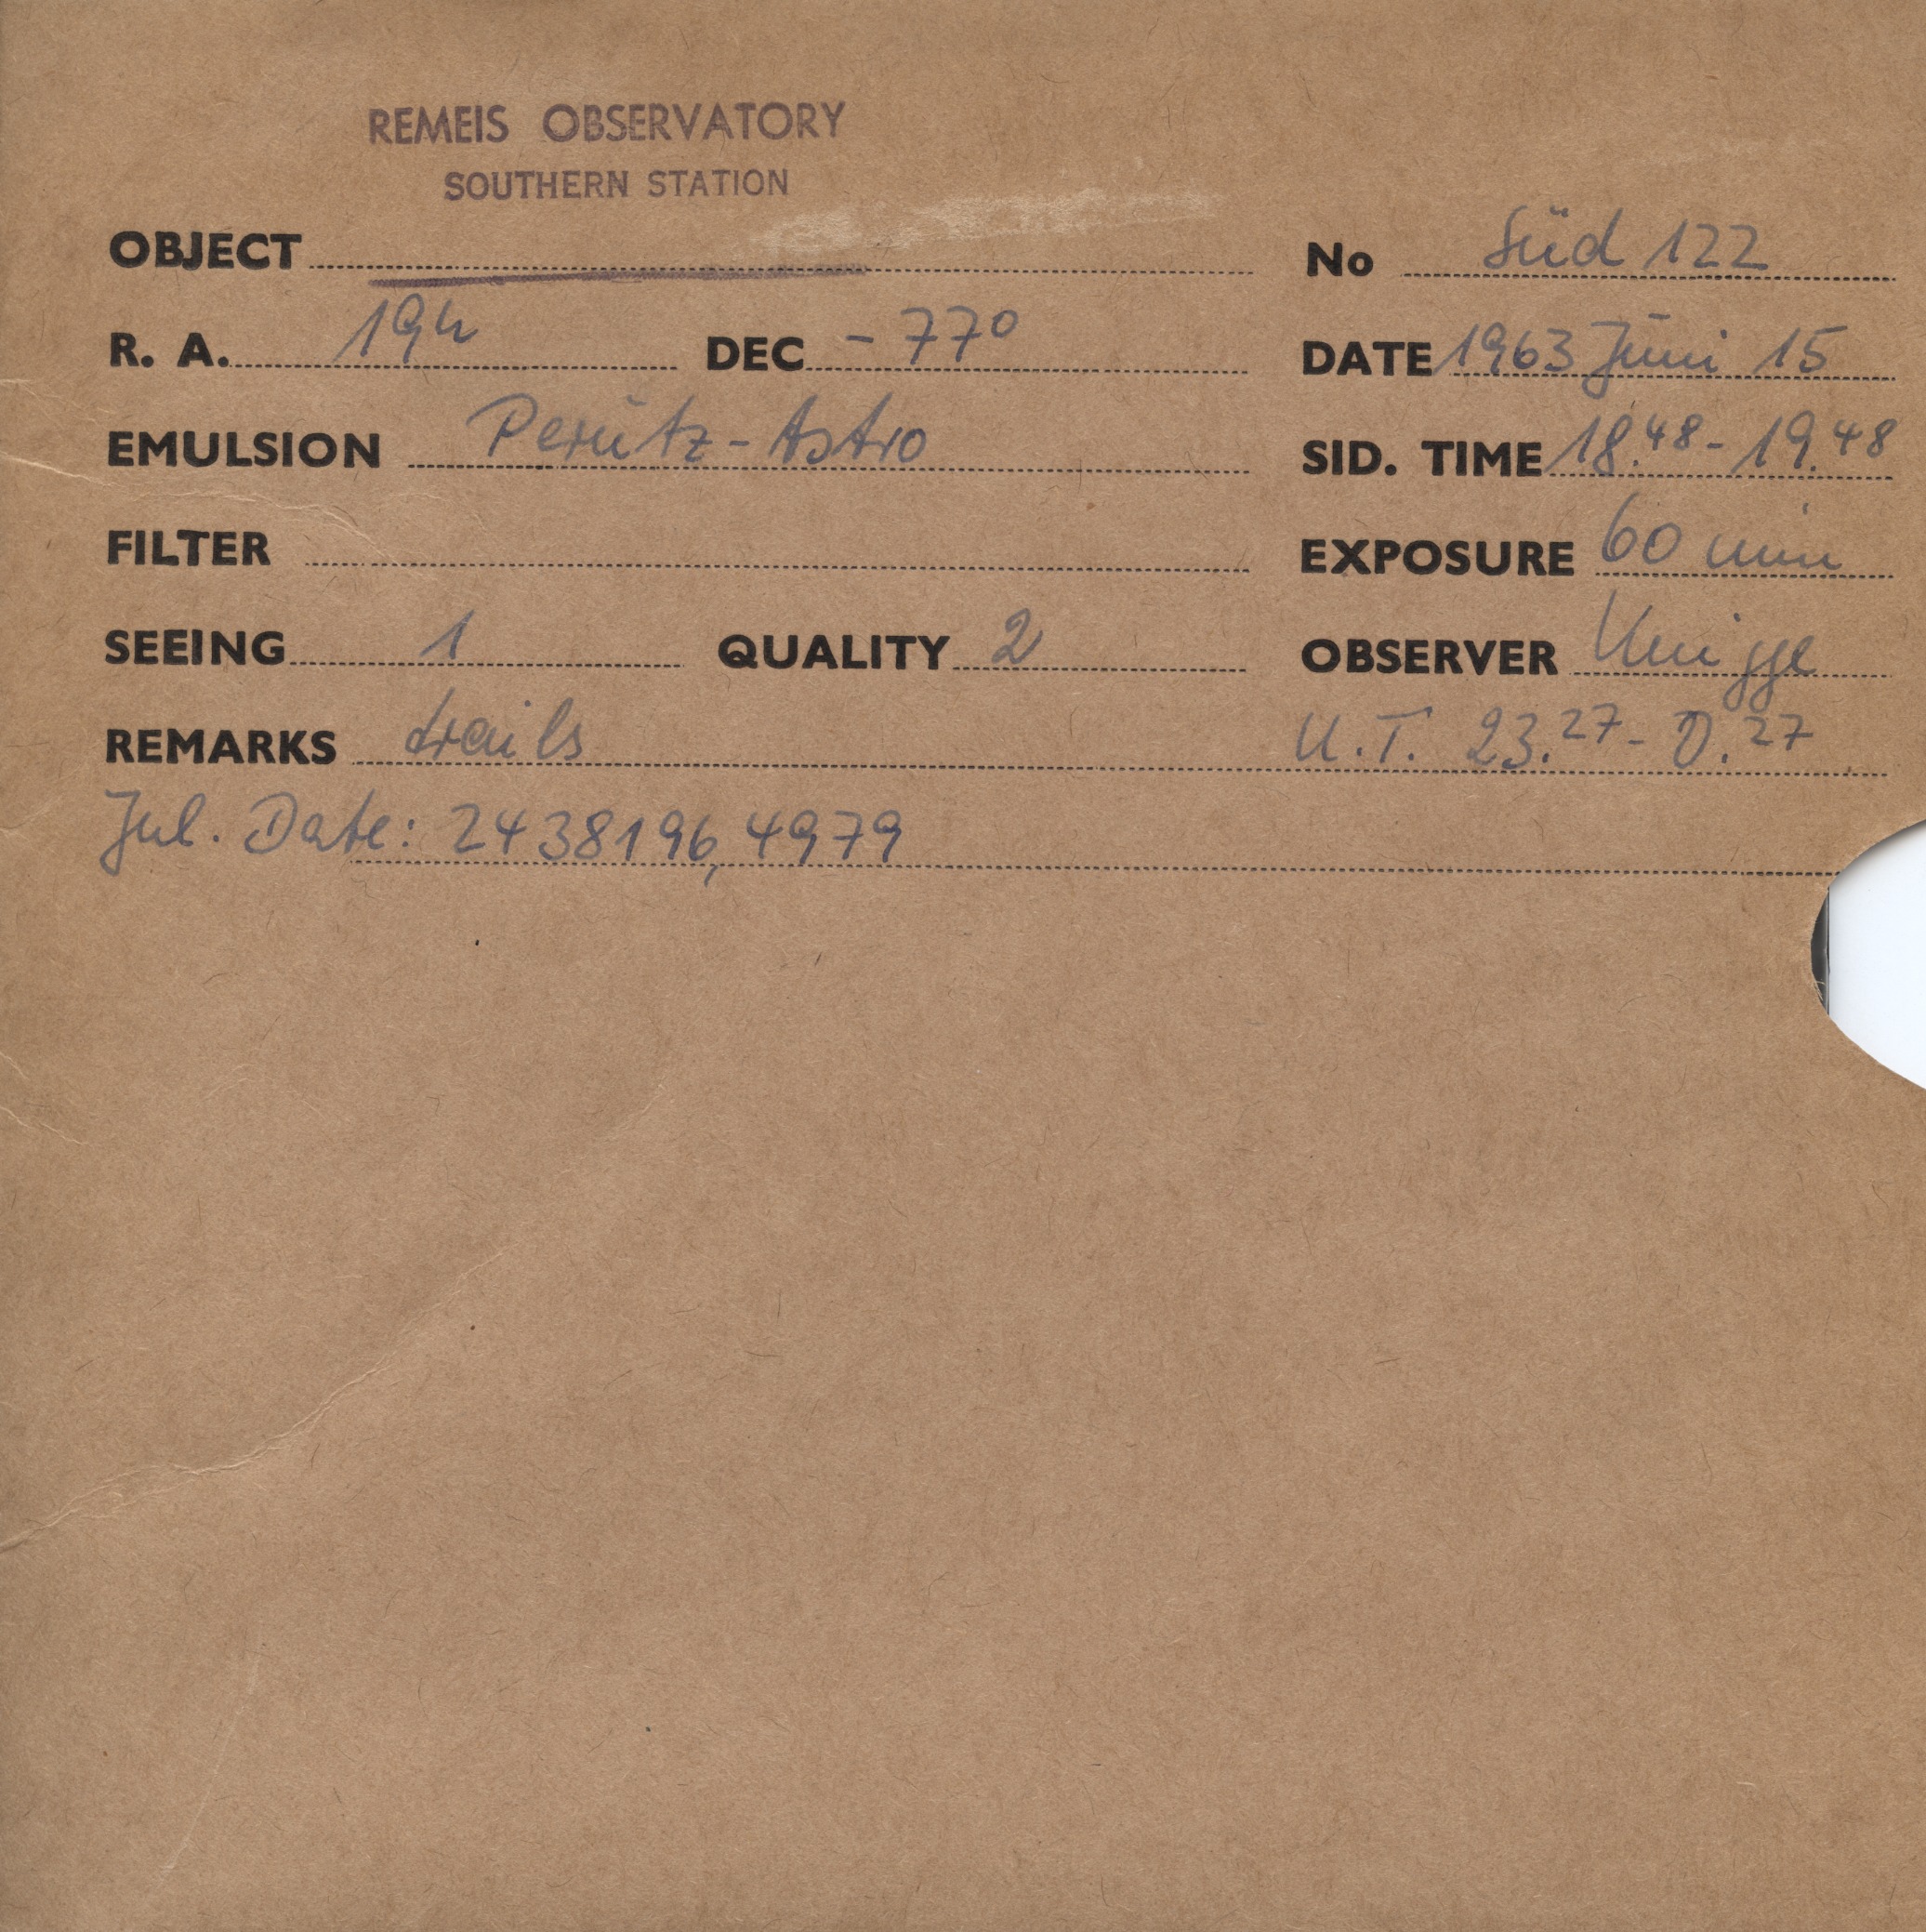 REMEIS OBSERVATORY
SOUTHERN STATION
OBJECT No Süd 122
R. A. 19h DEC -77° DATE 1963 Juni 15
EMULSION Perutz-Astro SID. TIME 18.48 - 19.48
FILTER EXPOSURE 60 min
SEEING 1 QUALITY 2 OBSERVER Knigge
REMARKS trails U.T. 23.27 - 0.27
Jul. Date: 2438196,4979